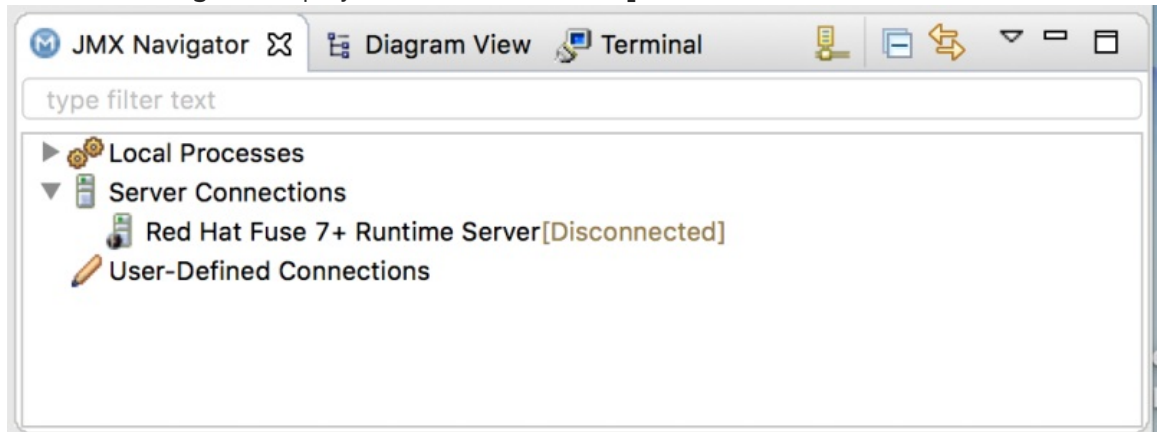 JMX Navigator Diagram View Terminal
type filter text
Local Processes
Server Connections
Red Hat Fuse 7+ Runtime Server[Disconnected]
User-Defined Connections